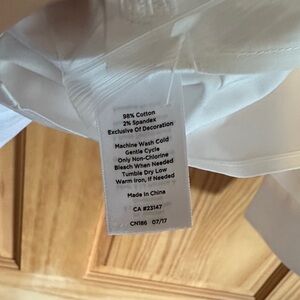 98% Cotton
2% Spandex
Exclusive Of Decoration
Machine Wash Cold
Gentle Cycle
Only Non-Chlorine
Bleach When Needed
Tumble Dry Low
Warm Iron, If Needed
Made In China
CA #23147
CN186 07/17